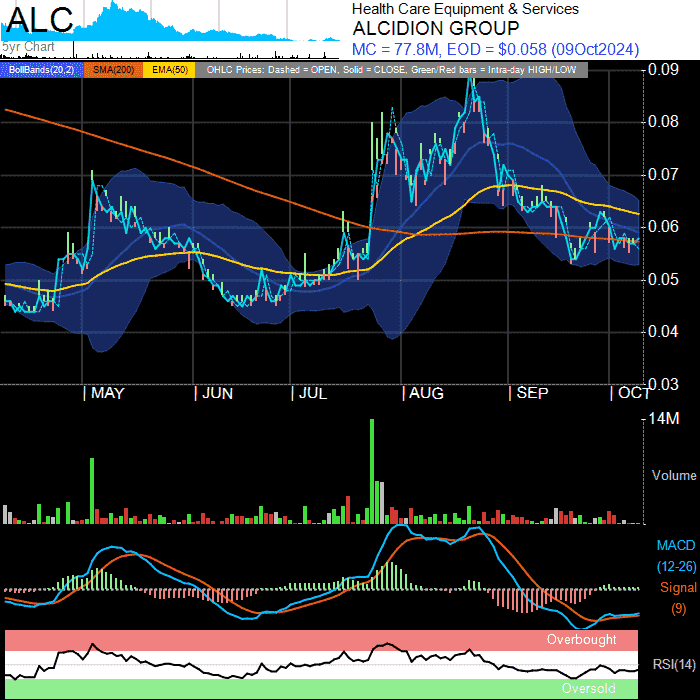 ALC
5yr Chart
Health Care Equipment & Services
ALCIDION GROUP
MC = 77.8M, EOD = $0.058 (09Oct2024)
BollBands(20,2) SMA(200) EMA(50) OHLC Prices: Dashed = OPEN, Solid = CLOSE, Green/Red bars = Intra-day HIGH/LOW
0.09
0.08
0.07
0.06
0.05
0.04
0.03
| MAY | JUN | JUL | AUG | SEP | OCT
14M
Volume
MACD
(12-26)
Signal
(9)
Overbought
RSI(14)
Oversold